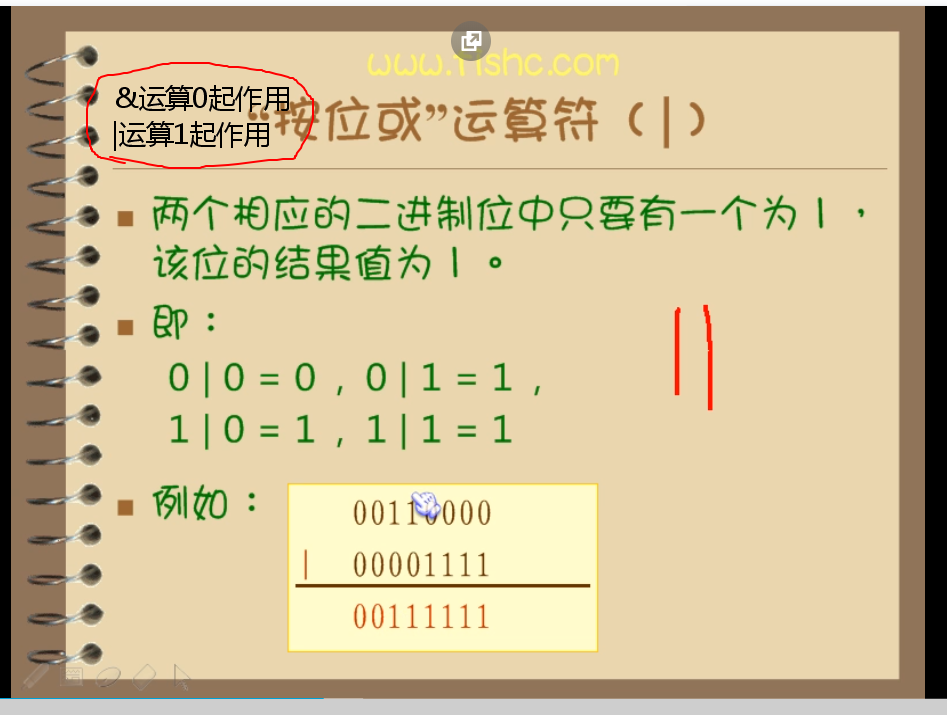 www.rishc.com
&运算0起作用
|运算1起作用
“按位或”运算符（|）
两个相应的二进制位中只要有一个为1，
该位的结果值为1。
即：
0|0=0，0|1=1，
1|0=1，1|1=1
例如：
00110000
| 00001111
00111111